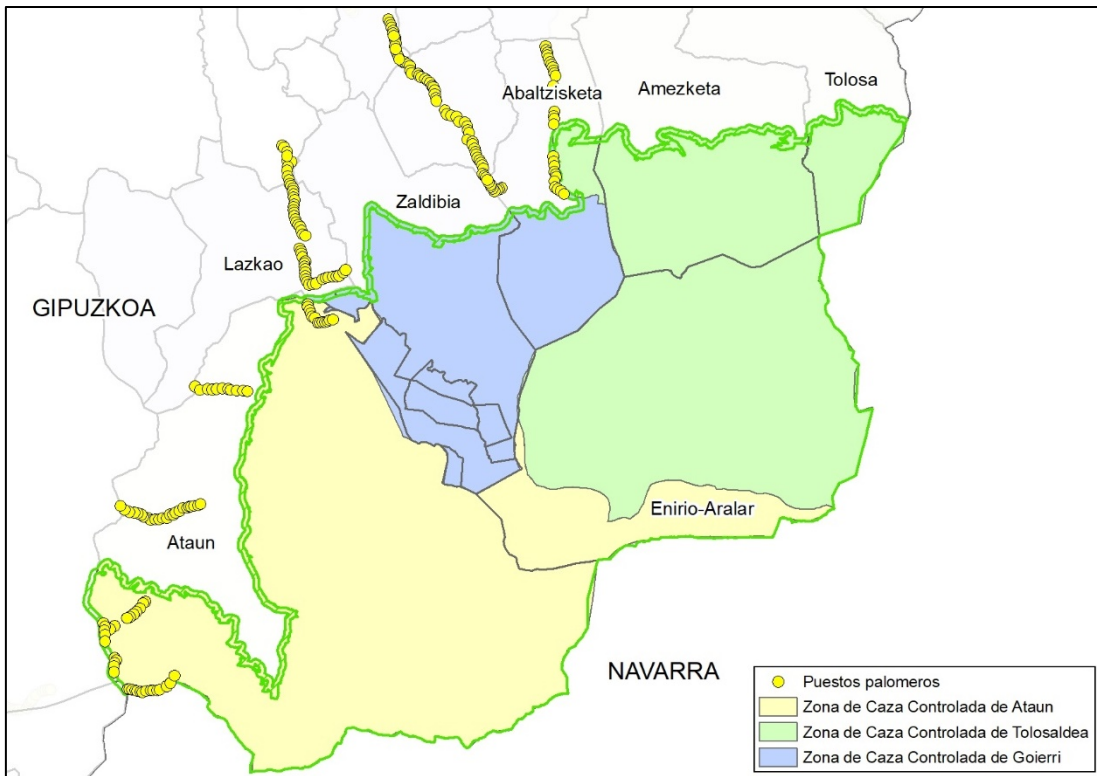 Tolosa
Abaltzisketa
Amezketa
Zaldibia
Lazkao
GIPUZKOA
Enirio-Aralar
Ataun
NAVARRA
Puestos palomeros
Zona de Caza Controlada de Ataun
Zona de Caza Controlada de Tolosaldea
Zona de Caza Controlada de Goierri